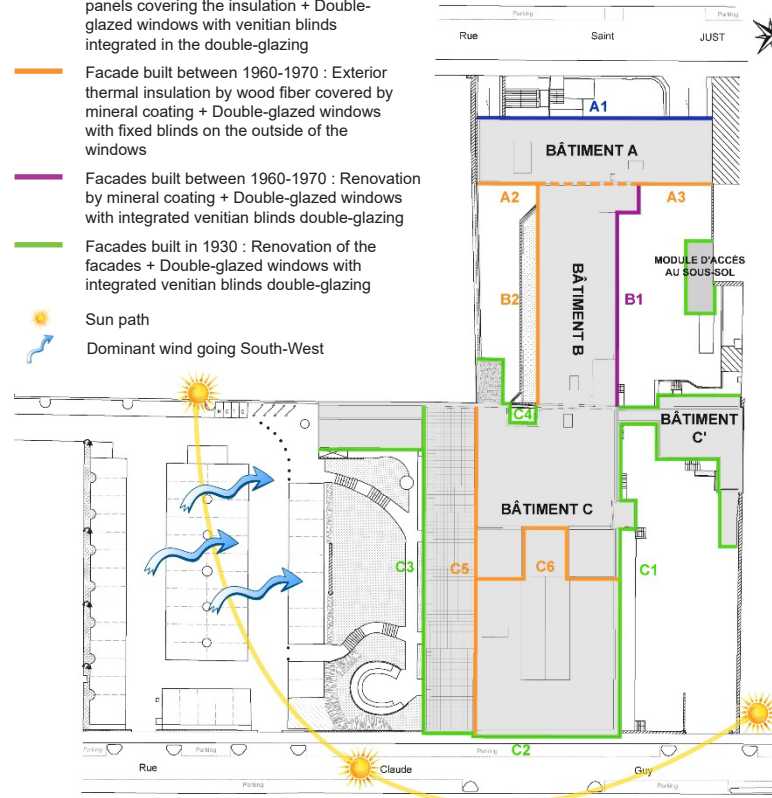 panels covering the insulation + Double-
glazed windows with venitian blinds
integrated in the double-glazing
Facade built between 1960-1970 : Exterior
thermal insulation by wood fiber covered by
mineral coating + Double-glazed windows
with fixed blinds on the outside of the
windows
Facades built between 1960-1970 : Renovation
by mineral coating + Double-glazed windows
with integrated venitian blinds double-glazing
Facades built in 1930 : Renovation of the
facades + Double-glazed windows with
integrated venitian blinds double-glazing
Sun path
Dominant wind going South-West
Parking
Parking
Rue Saint JUST
A1
BÂTIMENT A
A2
A3
MODULE D'ACCÈS
AU SOUS-SOL
BÂTIMENT B
B2
B1
C4
BÂTIMENT
C'
BÂTIMENT C
C3
C5
C6
C1
C2
Parking
Parking
Parking
Parking
Rue Claude Guy
Parking
Parking